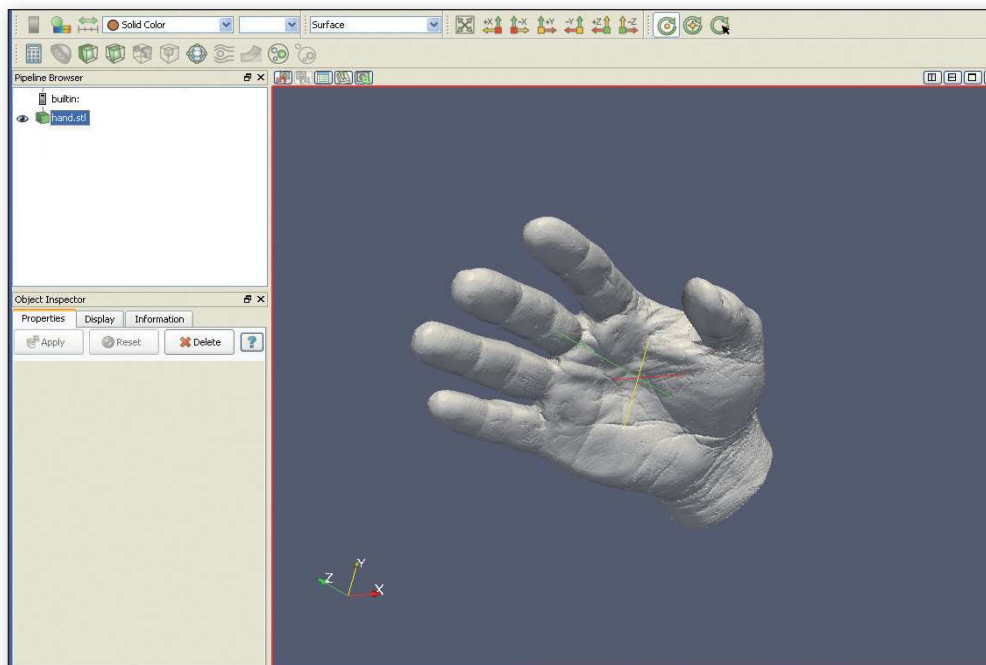 Solid Color Surface +X -X +Y -Y +Z -Z
Pipeline Browser
builtin:
hand.stl
Object Inspector
Properties Display Information
Apply Reset Delete ?
Z Y X